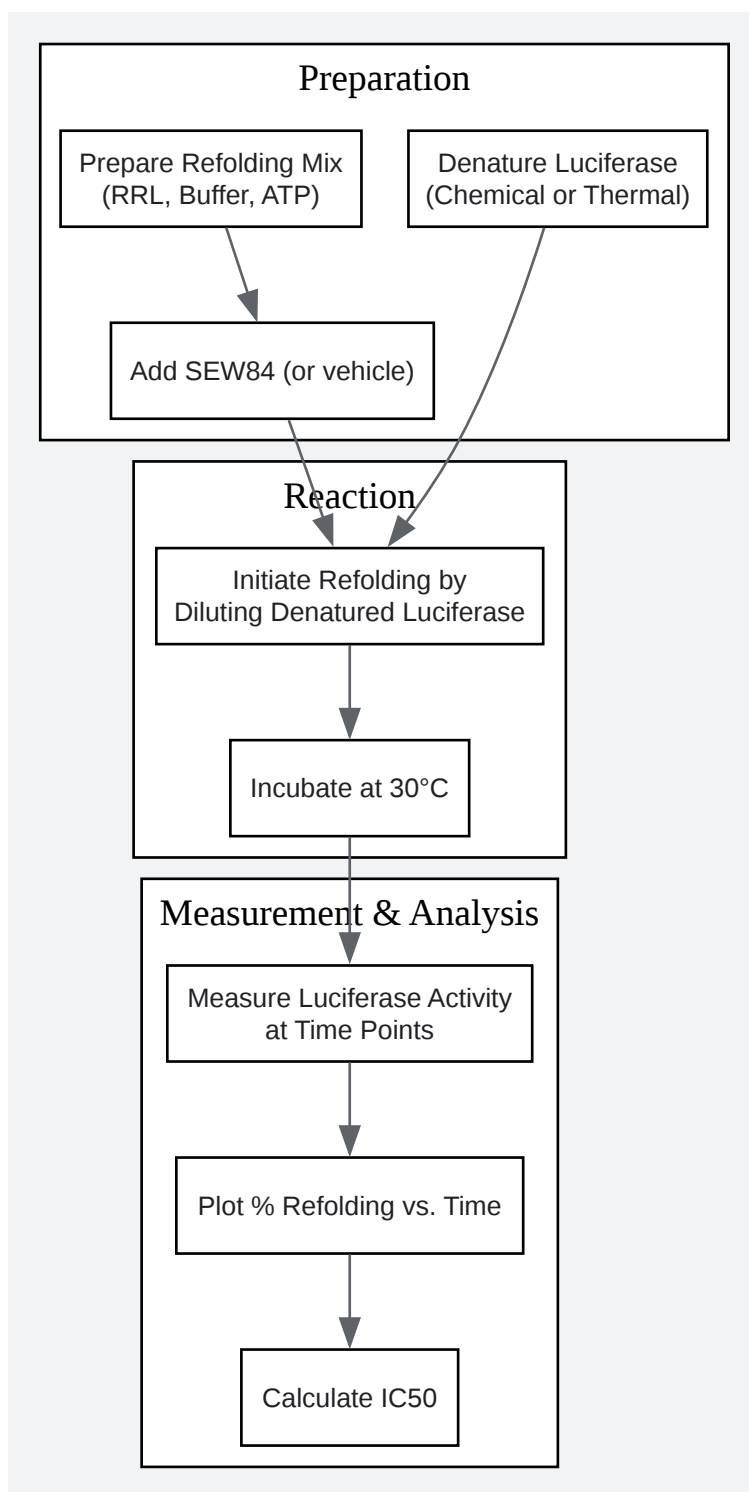 Preparation
Prepare Refolding Mix
(RRL, Buffer, ATP)
Denature Luciferase
(Chemical or Thermal)
Add SEW84 (or vehicle)
Reaction
Initiate Refolding by
Diluting Denatured Luciferase
Incubate at 30°C
Measurement & Analysis
Measure Luciferase Activity
at Time Points
Plot % Refolding vs. Time
Calculate IC50